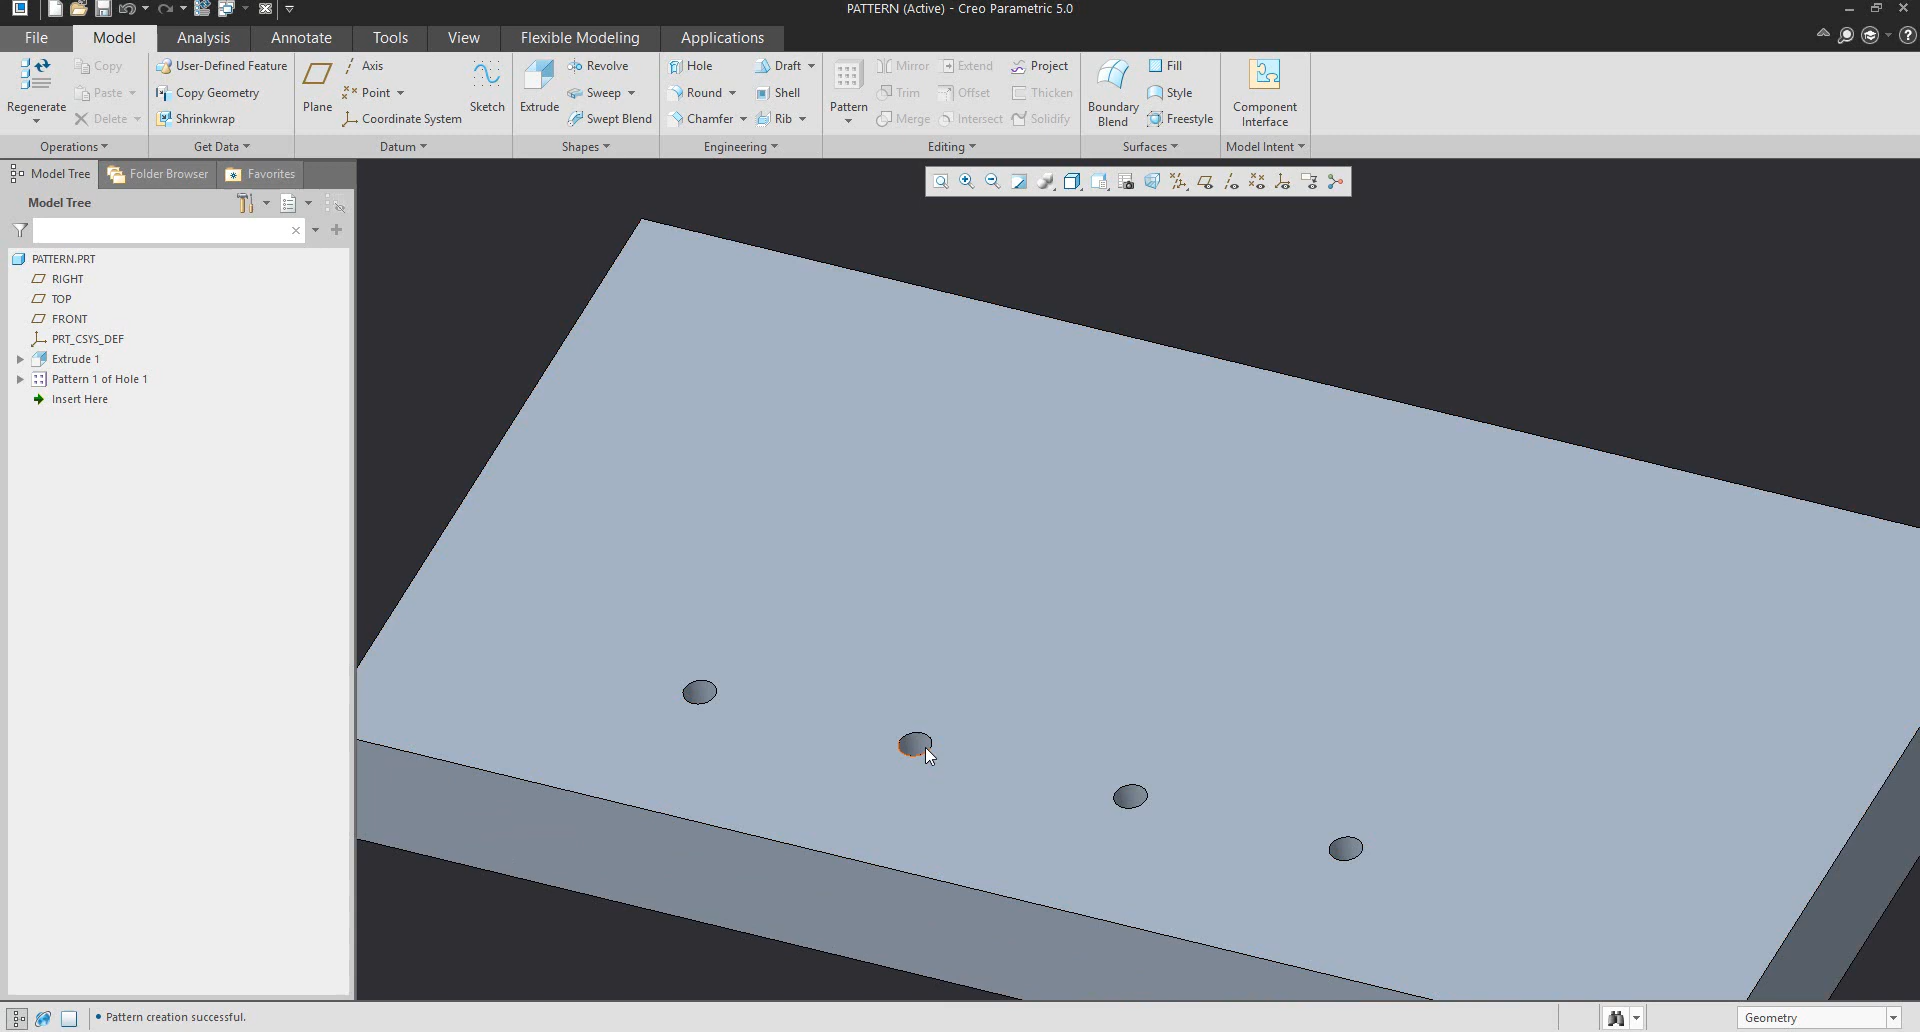 PATTERN (Active) - Creo Parametric 5.0
File Model Analysis Annotate Tools View Flexible Modeling Applications
Regenerate
Copy
Paste
Delete
Operations
User-Defined Feature
Copy Geometry
Shrinkwrap
Get Data
Plane
Axis
Point
Coordinate System
Sketch
Datum
Extrude
Revolve
Sweep
Swept Blend
Shapes
Hole
Round
Chamfer
Draft
Shell
Rib
Engineering
Pattern
Mirror
Trim
Merge
Extend
Offset
Intersect
Project
Thicken
Solidify
Editing
Boundary
Blend
Fill
Style
Freestyle
Surfaces
Component
Interface
Model Intent
Model Tree Folder Browser Favorites
Model Tree
PATTERN.PRT
RIGHT
TOP
FRONT
PRT_CSYS_DEF
Extrude 1
Pattern 1 of Hole 1
Insert Here
• Pattern creation successful.
Geometry